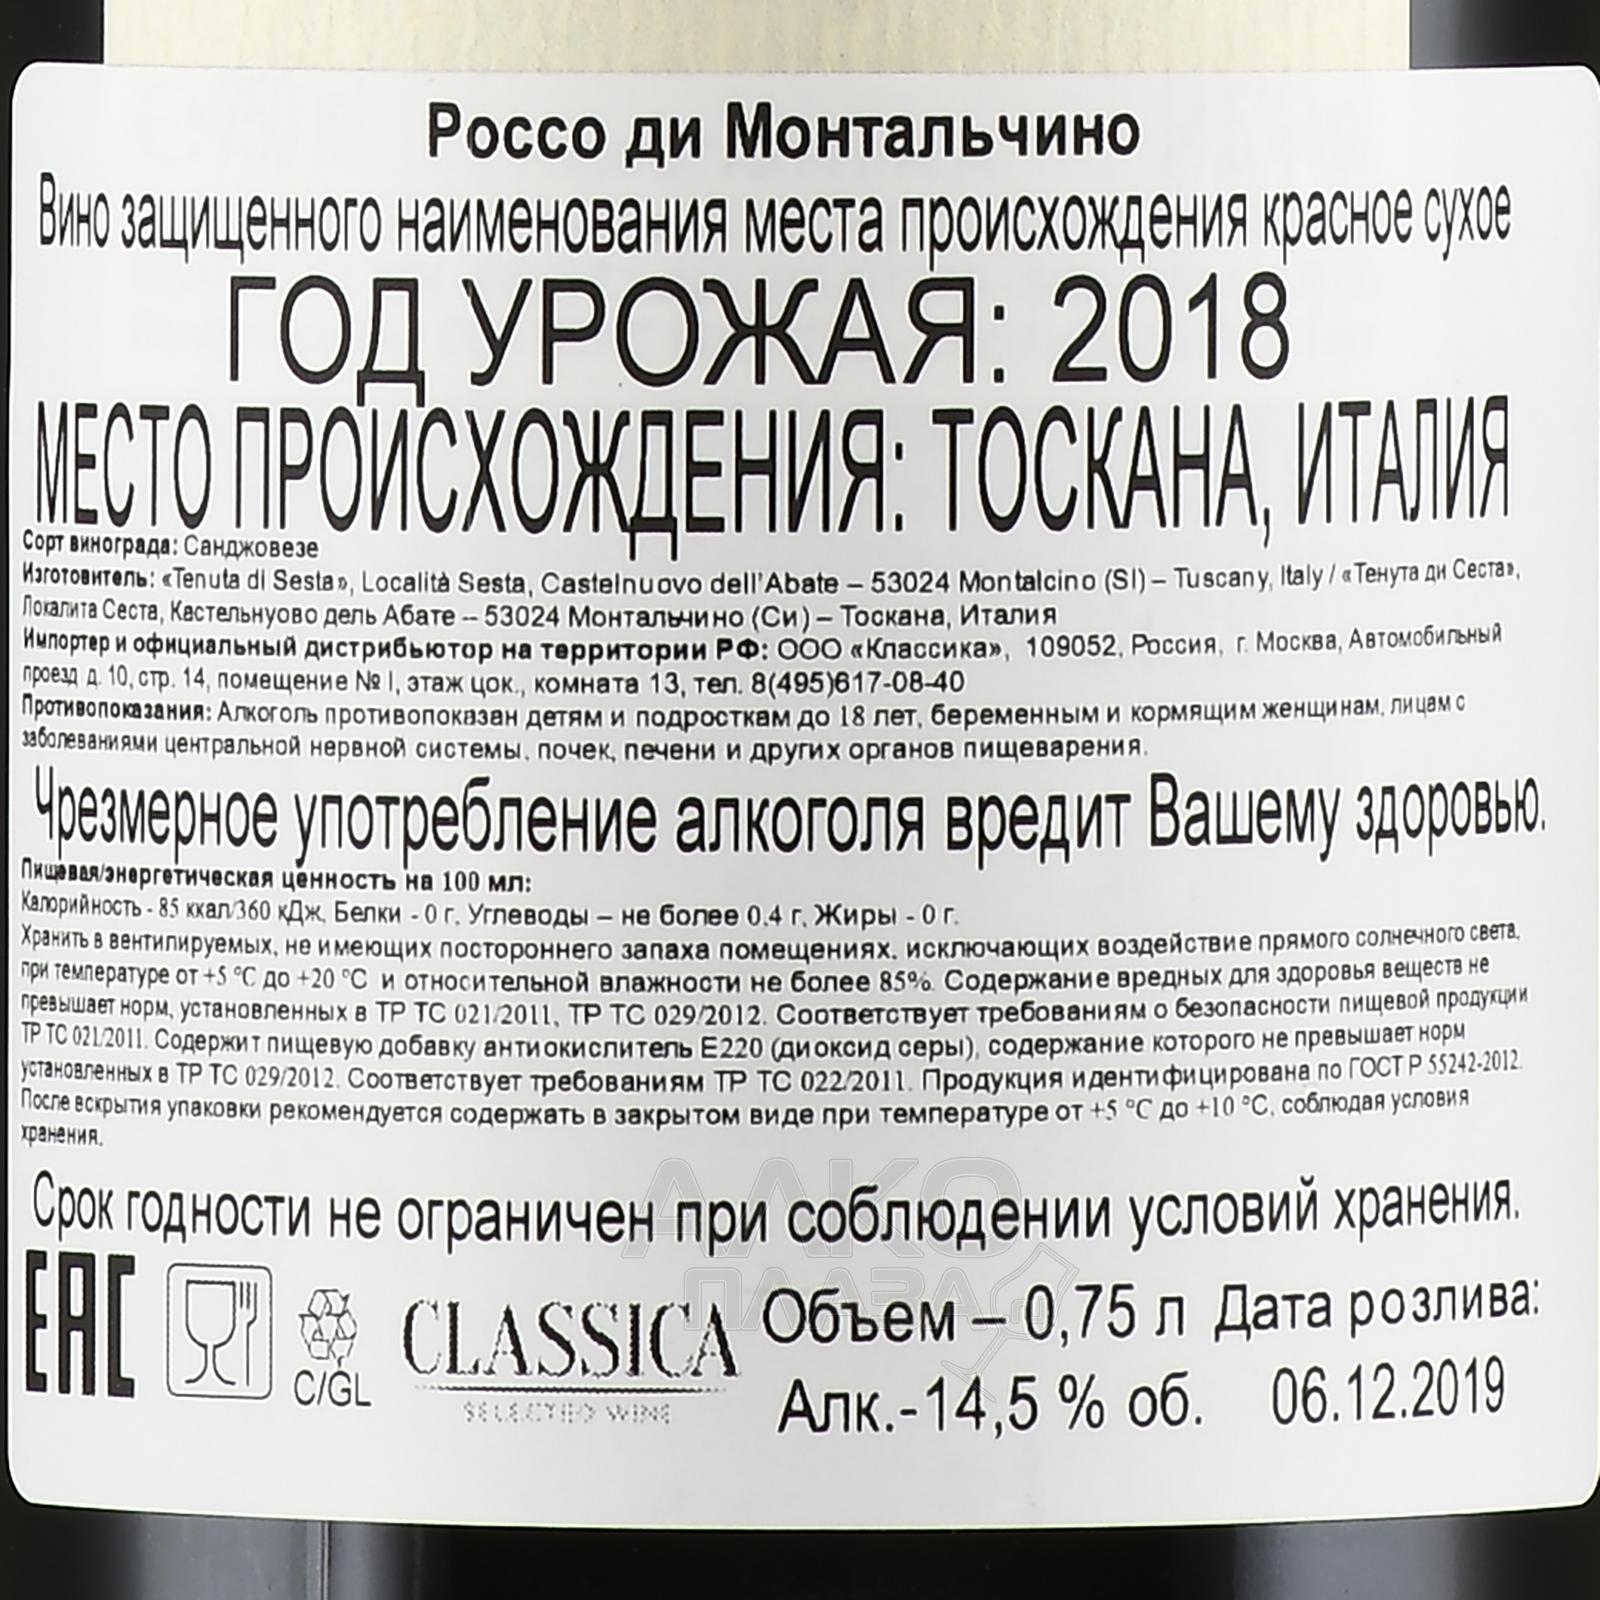 Россо ди Монтальчино
Вино защищенного наименования места происхождения красное сухое
ГОД УРОЖАЯ: 2018
МЕСТО ПРОИСХОЖДЕНИЯ: ТОСКАНА, ИТАЛИЯ
Сорт винограда: Санджовезе
Изготовитель: «Tenuta di Sesta», Località Sesta, Castelnuovo dell'Abate – 53024 Montalcino (SI) – Tuscany, Italy / «Тенута ди Сеста»,
Локалита Сеста, Кастельнуово дель Абате – 53024 Монтальчино (Си) – Тоскана, Италия
Импортер и официальный дистрибьютор на территории РФ: ООО «Классика», 109052, Россия, г. Москва, Автомобильный
проезд д. 10, стр. 14, помещение № I, этаж цок., комната 13, тел. 8(495)617-08-40
Противопоказания: Алкоголь противопоказан детям и подросткам до 18 лет, беременным и кормящим женщинам, лицам с
заболеваниями центральной нервной системы, почек, печени и других органов пищеварения.
Чрезмерное употребление алкоголя вредит Вашему здоровью.
Пищевая/энергетическая ценность на 100 мл:
Калорийность - 85 ккал/360 кДж, Белки - 0 г, Углеводы – не более 0,4 г, Жиры - 0 г.
Хранить в вентилируемых, не имеющих постороннего запаха помещениях, исключающих воздействие прямого солнечного света,
при температуре от +5 °C до +20 °C и относительной влажности не более 85%. Содержание вредных для здоровья веществ не
превышает норм, установленных в ТР ТС 021/2011, ТР ТС 029/2012. Соответствует требованиям о безопасности пищевой продукции
ТР ТС 021/2011. Содержит пищевую добавку антиокислитель Е220 (диоксид серы), содержание которого не превышает норм
установленных в ТР ТС 029/2012. Соответствует требованиям ТР ТС 022/2011. Продукция идентифицирована по ГОСТ Р 55242-2012.
После вскрытия упаковки рекомендуется содержать в закрытом виде при температуре от +5 °C до +10 °C, соблюдая условия
хранения.
Срок годности не ограничен при соблюдении условий хранения.
EAC
C/GL
CLASSICA
SELECTED WINE
Объем – 0,75 л Дата розлива:
Алк.-14,5 % об. 06.12.2019
АЛКО
ПЛАЗА